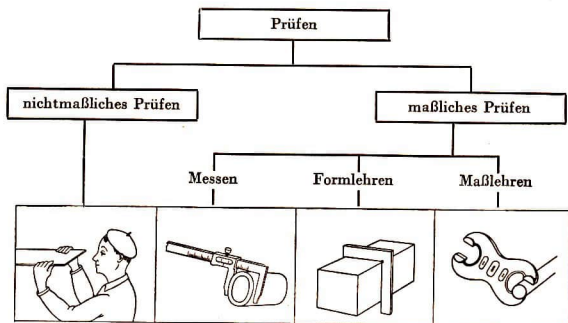 Prüfen
nichtmaßliches Prüfen
maßliches Prüfen
Messen
Formlehren
Maßlehren